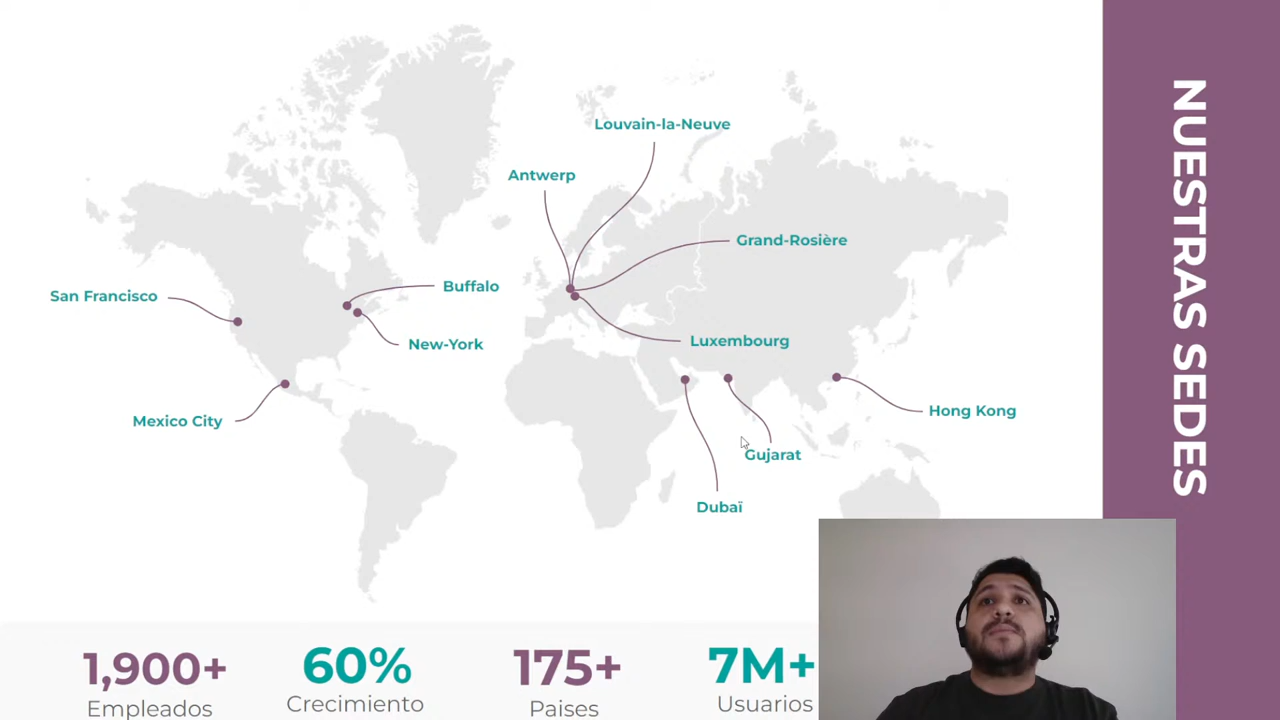 NUESTRAS SEDES
Louvain-la-Neuve
Antwerp
Grand-Rosière
San Francisco
Buffalo
New-York
Luxembourg
Mexico City
Hong Kong
Gujarat
Dubaï
1,900+
Empleados
60%
Crecimiento
175+
Paises
7M+
Usuarios